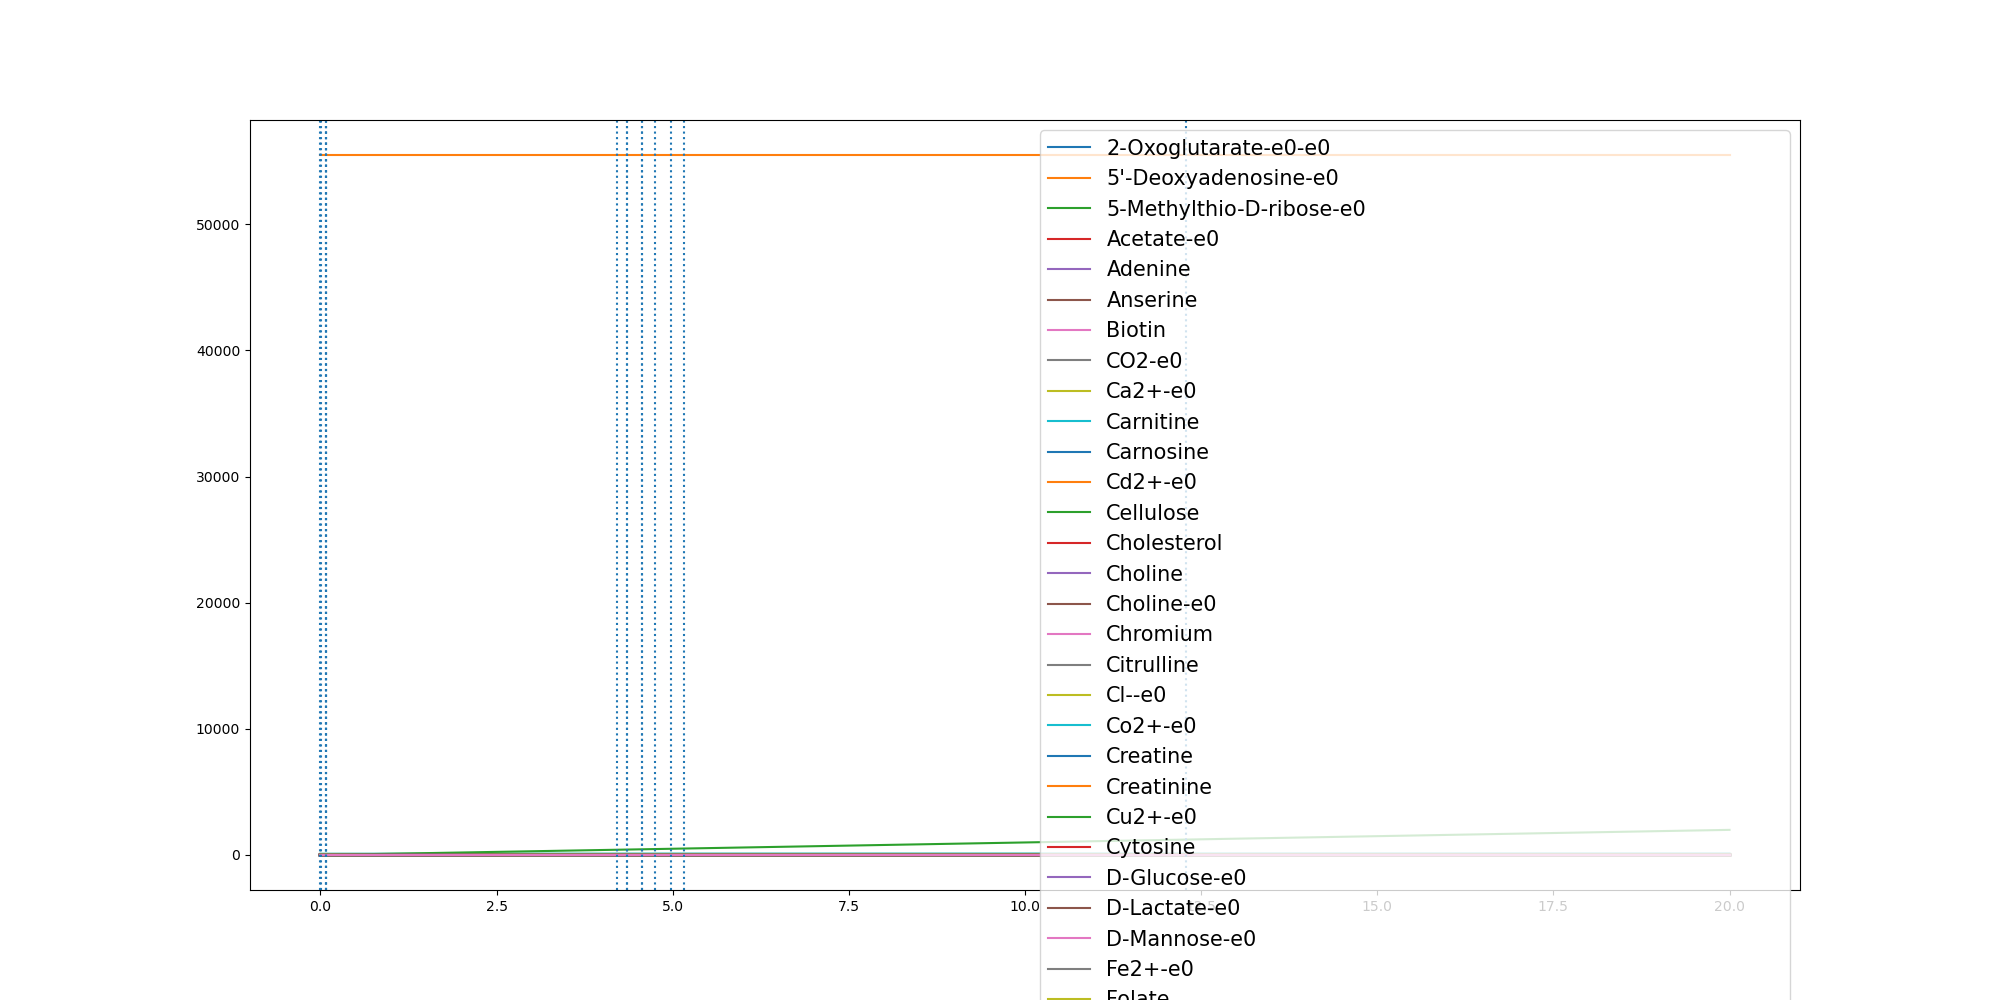 50000
40000
30000
20000
10000
0
0.0 2.5 5.0 7.5 10.0 12.5 15.0 17.5 20.0
2-Oxoglutarate-e0-e0
5'-Deoxyadenosine-e0
5-Methylthio-D-ribose-e0
Acetate-e0
Adenine
Anserine
Biotin
CO2-e0
Ca2+-e0
Carnitine
Carnosine
Cd2+-e0
Cellulose
Cholesterol
Choline
Choline-e0
Chromium
Citrulline
Cl--e0
Co2+-e0
Creatine
Creatinine
Cu2+-e0
Cytosine
D-Glucose-e0
D-Lactate-e0
D-Mannose-e0
Fe2+-e0
Folate